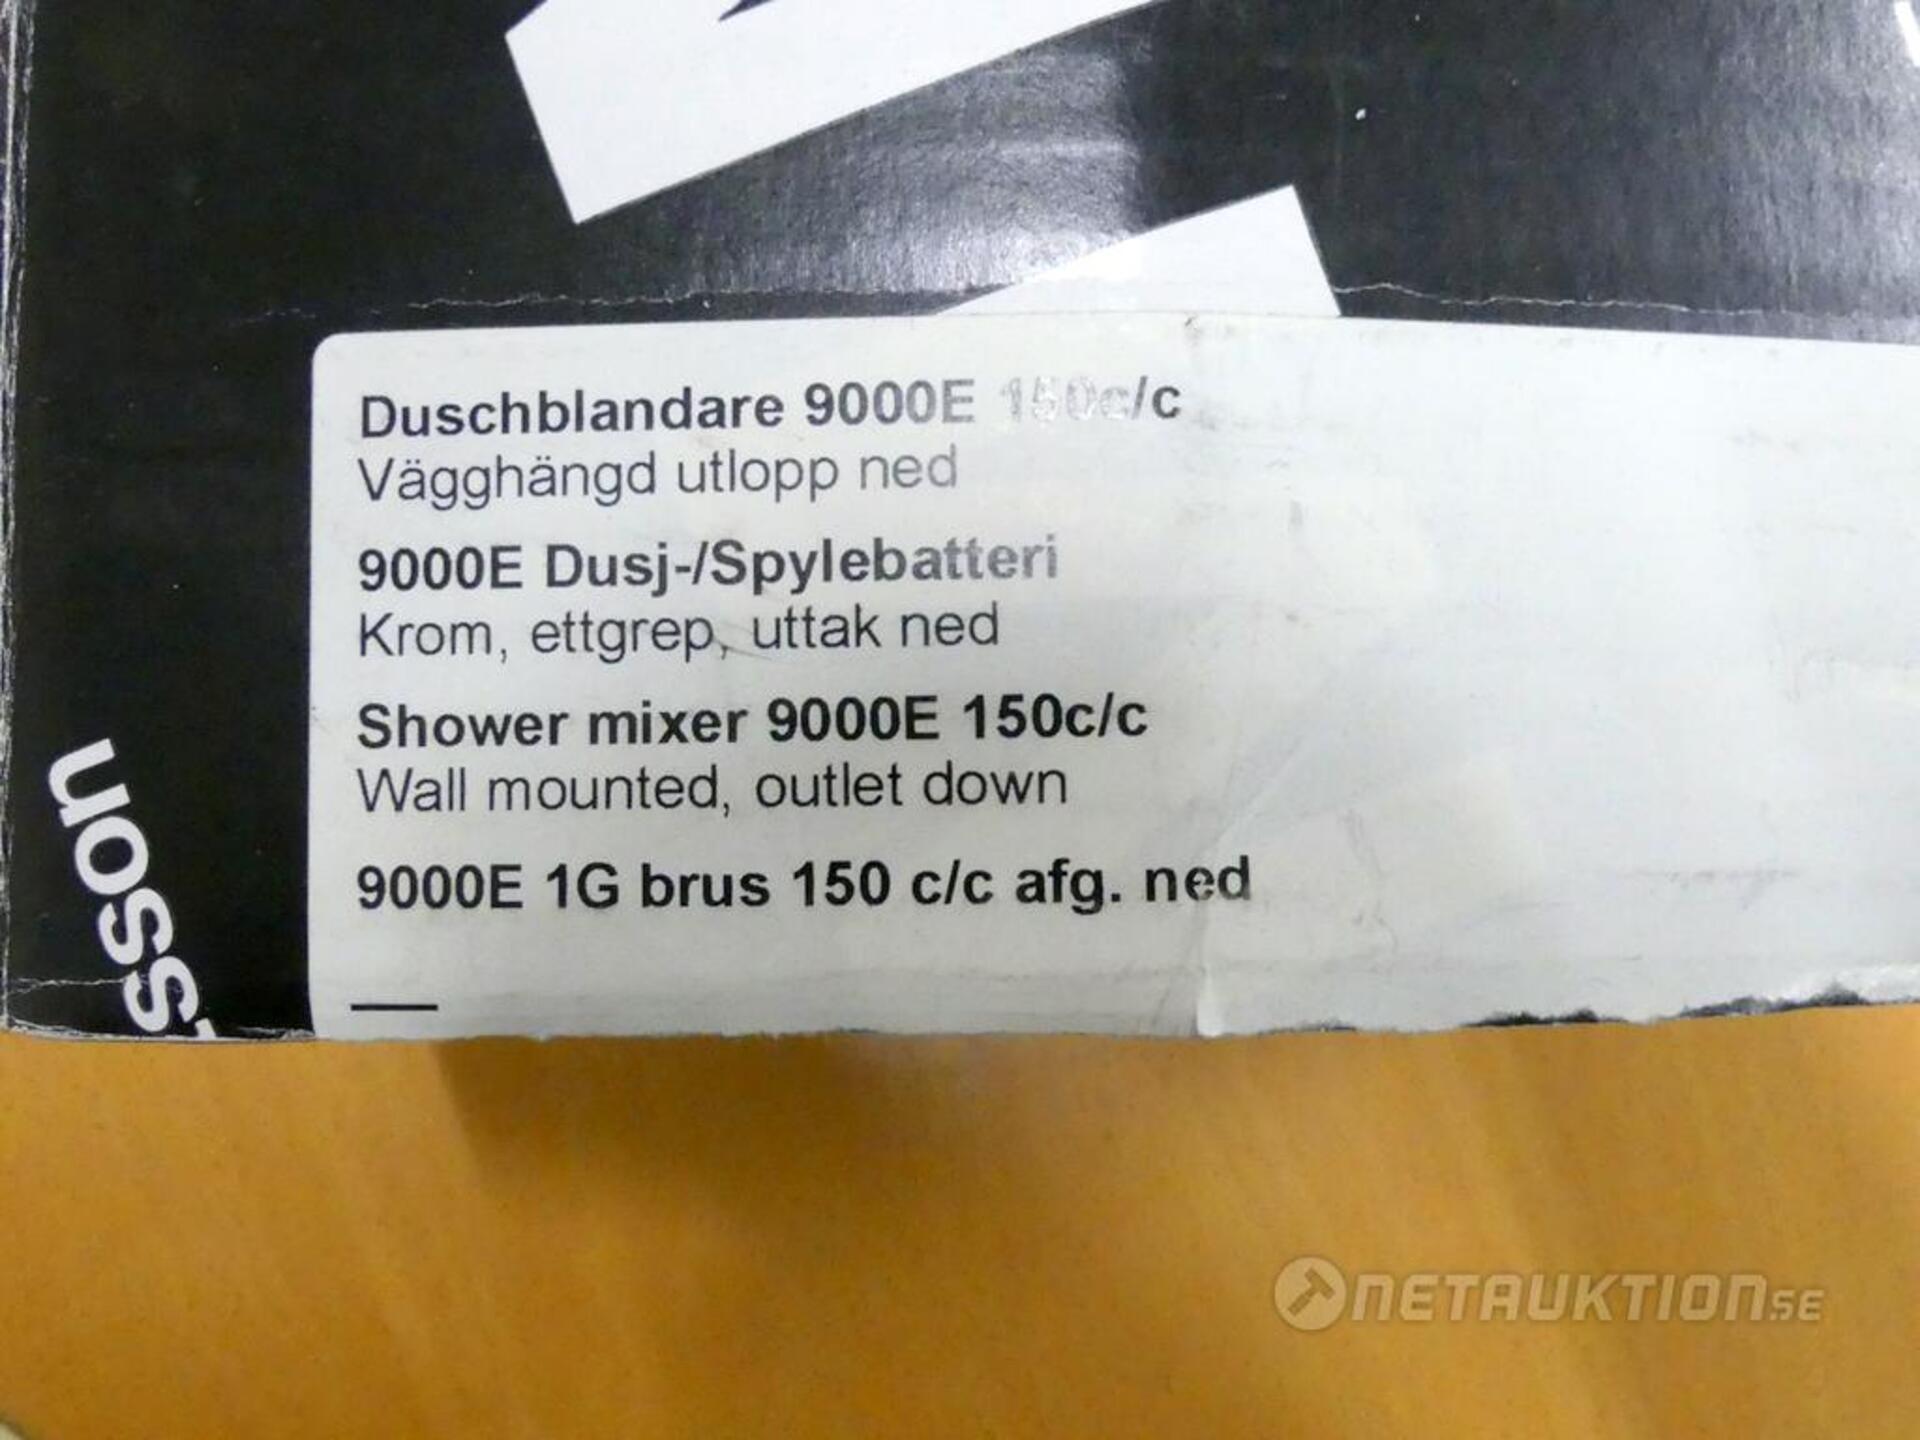 Duschblandare 9000E 150c/c
Vägghängd utlopp ned
9000E Dusj-/Spylebatteri
Krom, ettgrep, uttak ned
Shower mixer 9000E 150c/c
Wall mounted, outlet down
9000E 1G brus 150 c/c afg. ned
NETAUKTION.SE